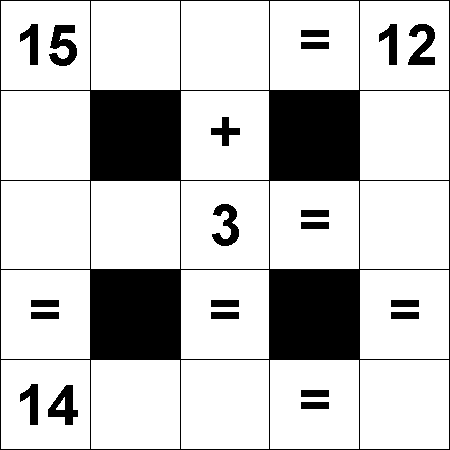 15 = 12
+
3 =
= = =
14 =